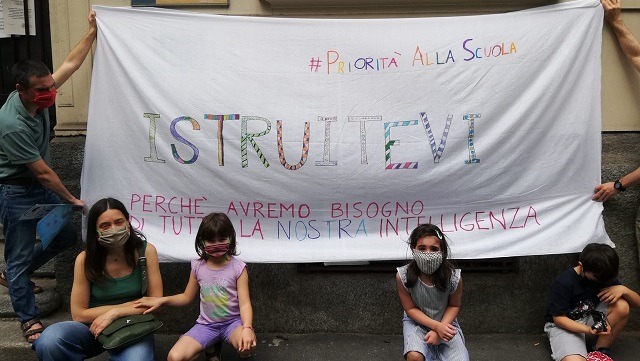 #PRIORITÀ ALLA SCUOLA
ISTRUITEVI
PERCHÈ AVREMO BISOGNO
DI TUTTA LA NOSTRA INTELLIGENZA